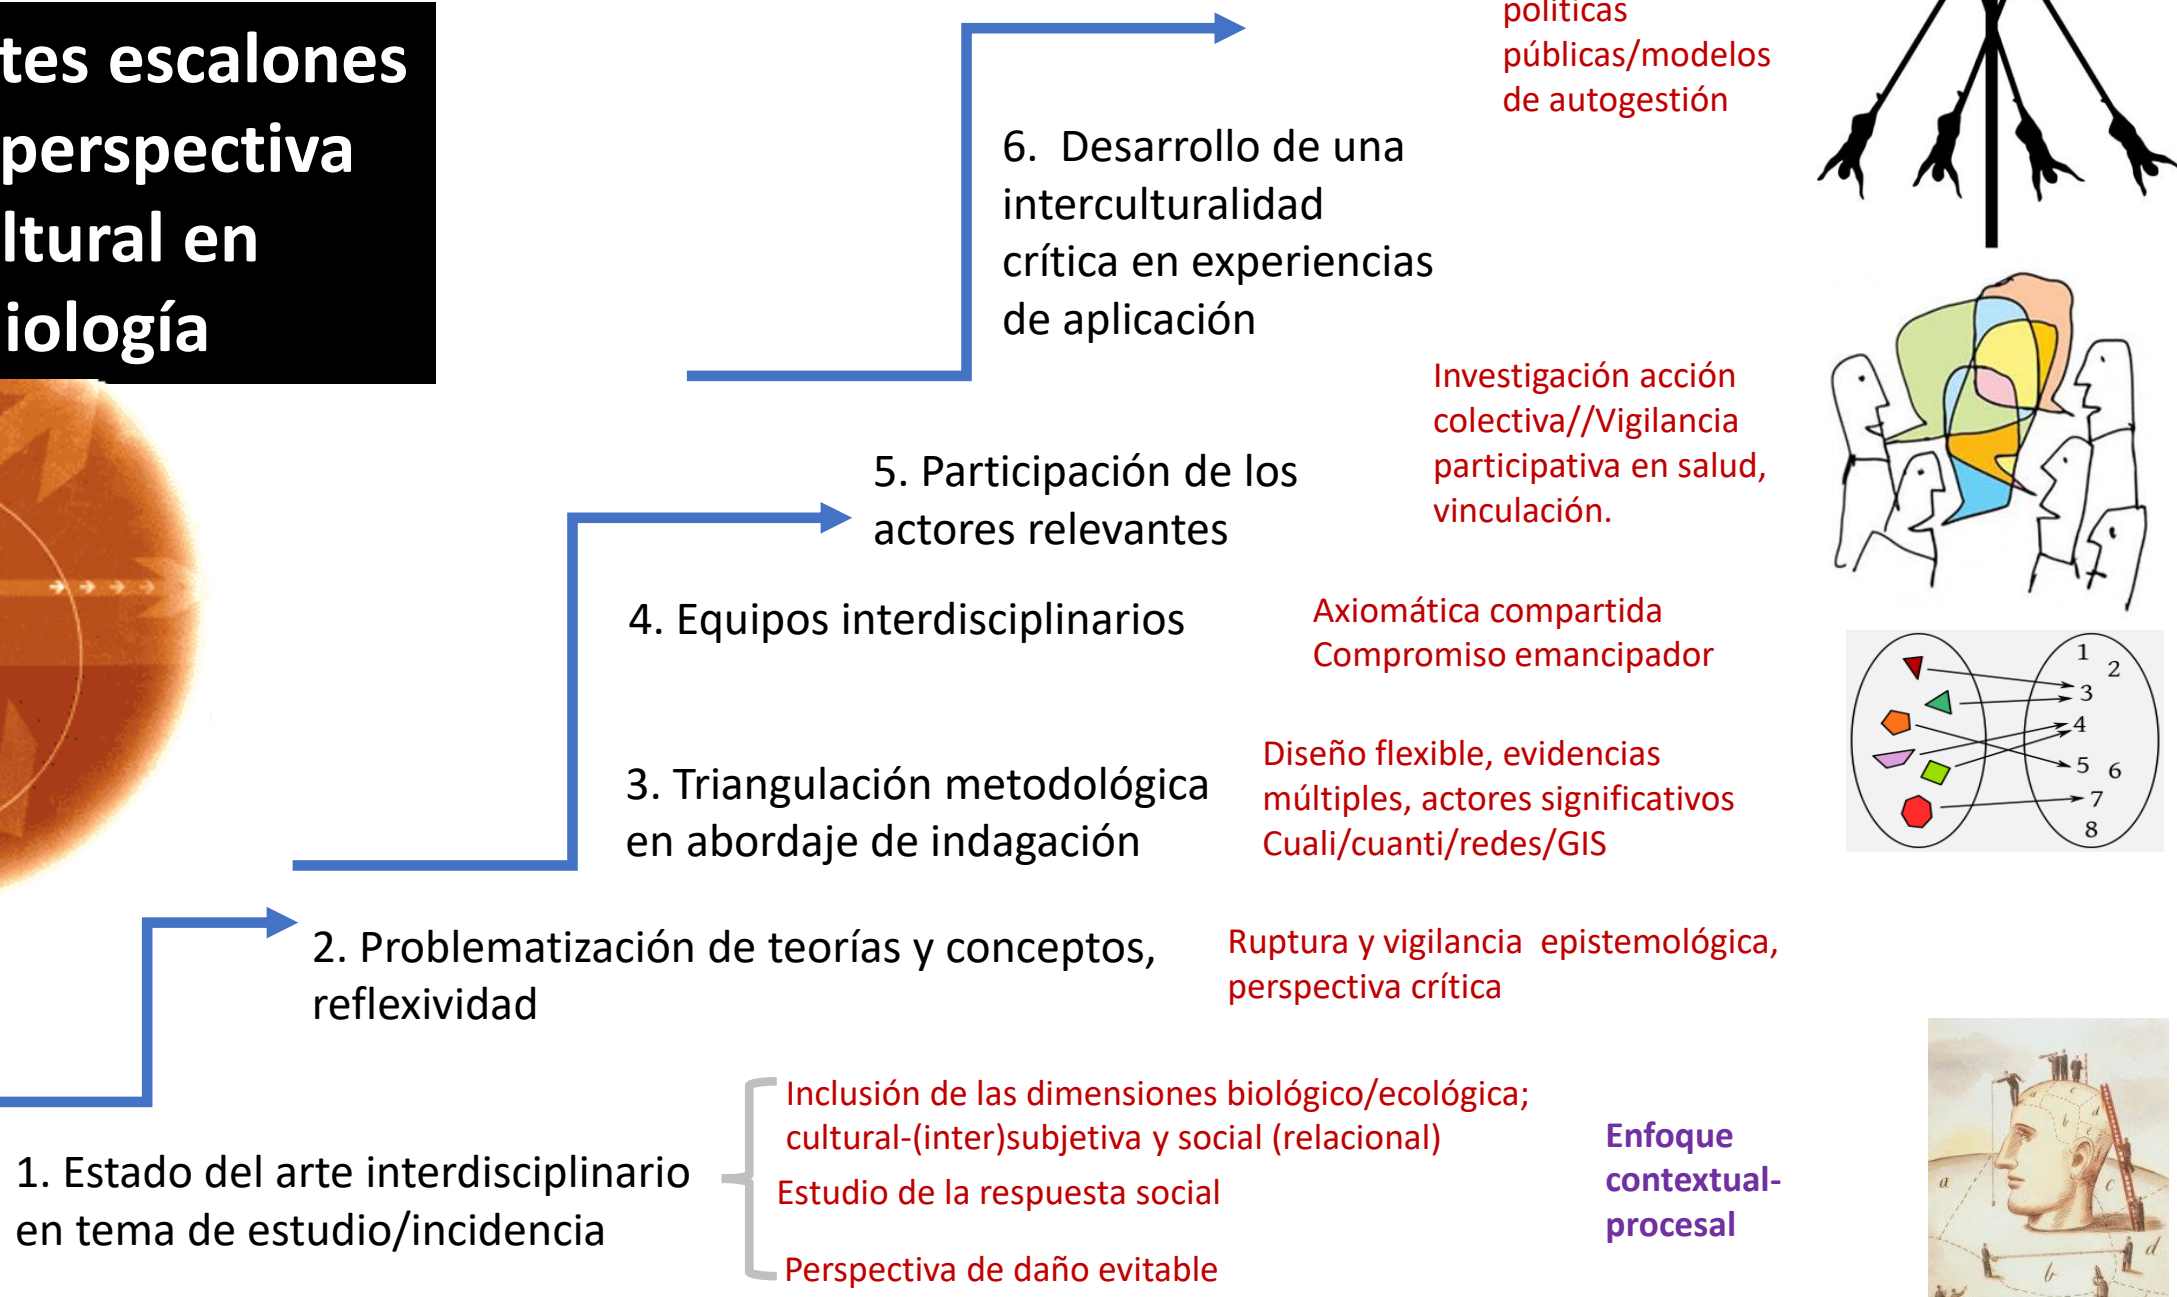 tes escalones
perspectiva
ltural en
iología
políticas
públicas/modelos
de autogestión
6. Desarrollo de una
interculturalidad
crítica en experiencias
de aplicación
Investigación acción
colectiva//Vigilancia
participativa en salud,
vinculación.
5. Participación de los
actores relevantes
4. Equipos interdisciplinarios
Axiomática compartida
Compromiso emancipador
1
2
3
4
5 6
7
8
3. Triangulación metodológica
en abordaje de indagación
Diseño flexible, evidencias
múltiples, actores significativos
Cuali/cuanti/redes/GIS
2. Problematización de teorías y conceptos,
reflexividad
Ruptura y vigilancia epistemológica,
perspectiva crítica
1. Estado del arte interdisciplinario
en tema de estudio/incidencia
Inclusión de las dimensiones biológico/ecológica;
cultural-(inter)subjetiva y social (relacional)
Estudio de la respuesta social
Perspectiva de daño evitable
Enfoque
contextual-
procesal
a
c
d
b